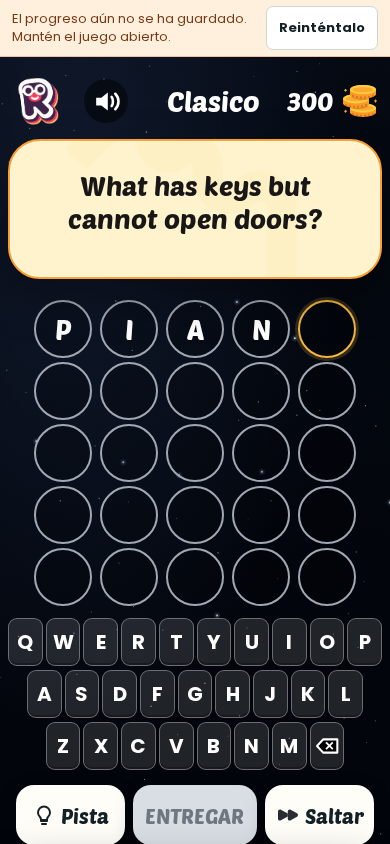 El progreso aún no se ha guardado.
Mantén el juego abierto.
Reinténtalo
R
Clasico
300
What has keys but
cannot open doors?
P I A N
Q W E R T Y U I O P
A S D F G H J K L
Z X C V B N M
Pista
ENTREGAR
Saltar